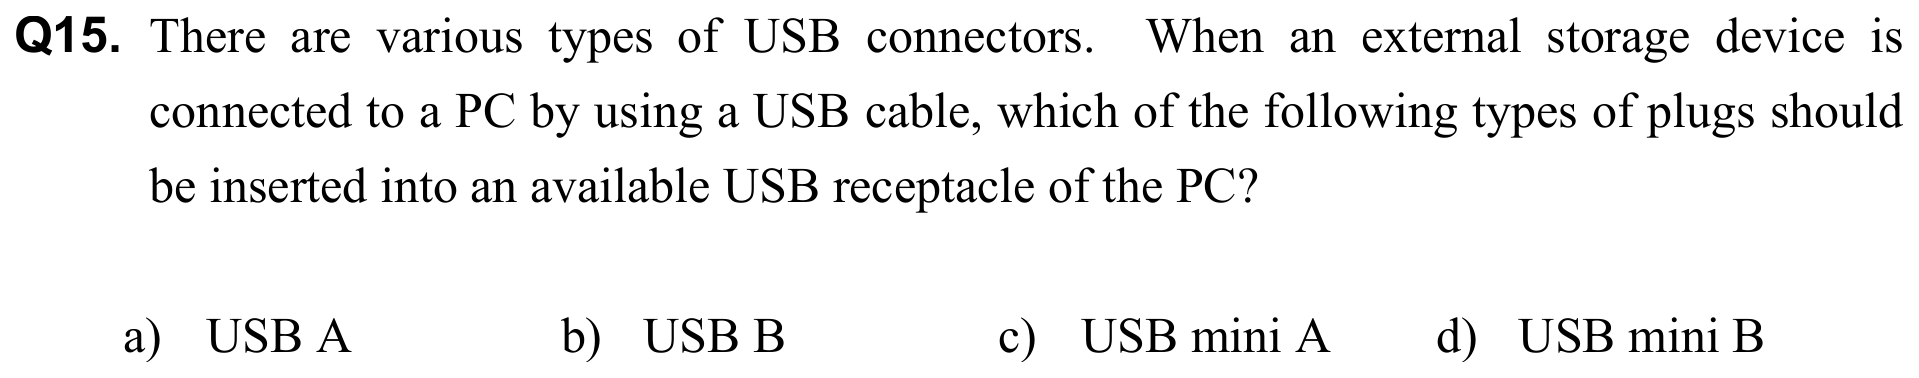 Q15. There are various types of USB connectors. When an external storage device is
connected to a PC by using a USB cable, which of the following types of plugs should
be inserted into an available USB receptacle of the PC?
a) USB A b) USB B c) USB mini A d) USB mini B